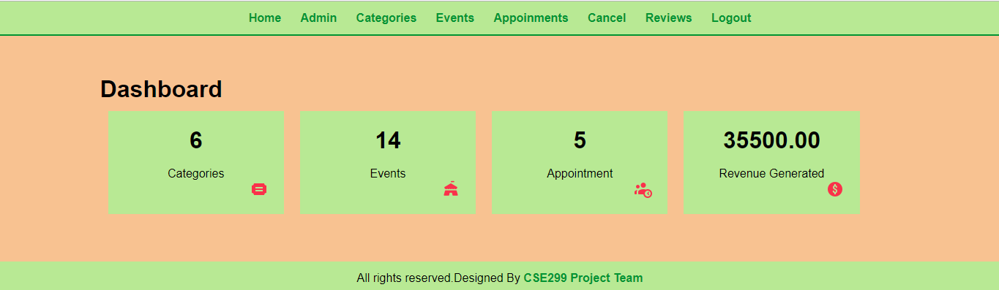 Home Admin Categories Events Appoinments Cancel Reviews Logout
Dashboard
6 14 5 35500.00
Categories Events Appointment Revenue Generated
All rights reserved.Designed By CSE299 Project Team